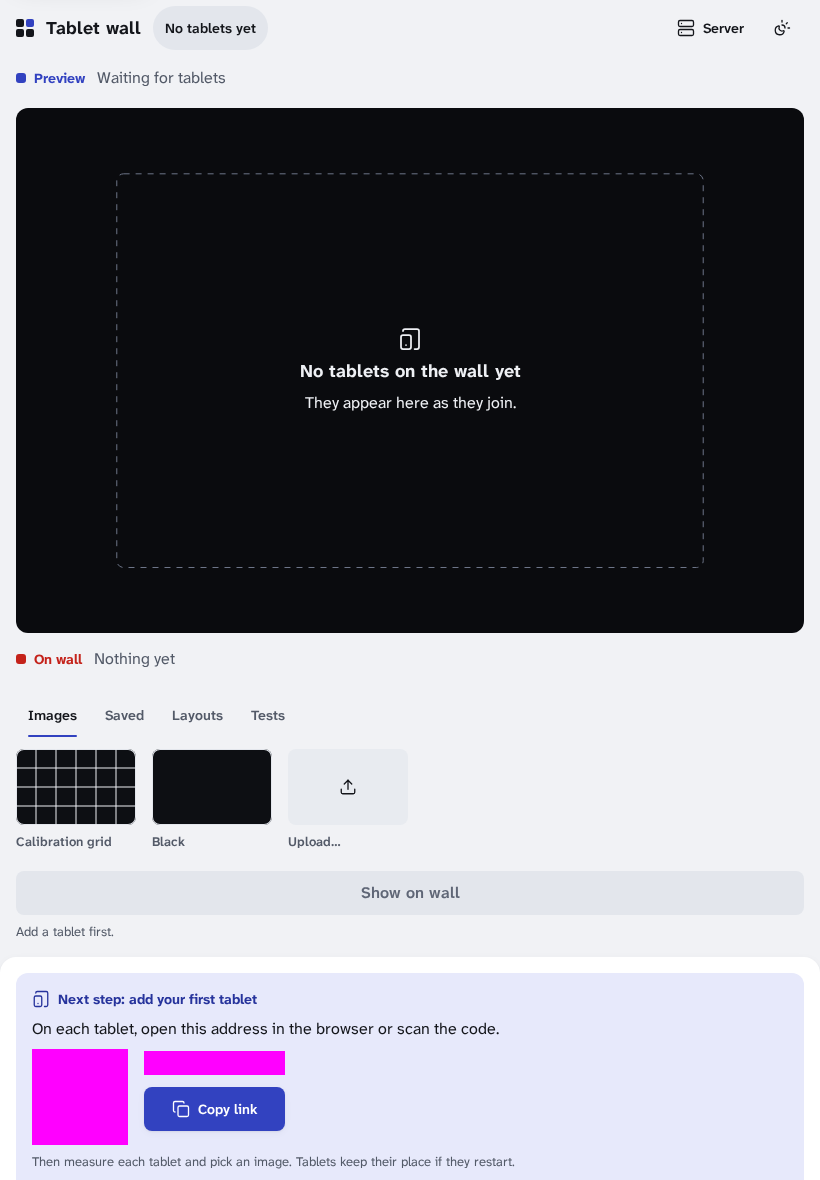 Tablet wall
No tablets yet
Server
Preview
Waiting for tablets
No tablets on the wall yet
They appear here as they join.
On wall
Nothing yet
Images
Saved
Layouts
Tests
Calibration grid
Black
Upload...
Show on wall
Add a tablet first.
Next step: add your first tablet
On each tablet, open this address in the browser or scan the code.
Copy link
Then measure each tablet and pick an image. Tablets keep their place if they restart.